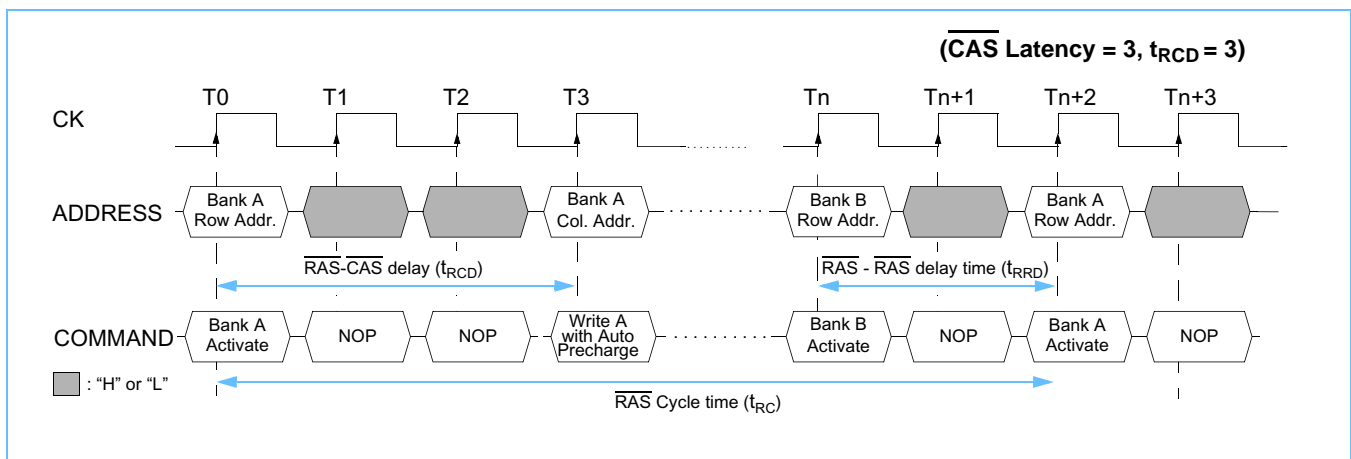 (CAS Latency = 3, tRCD = 3)
T0 T1 T2 T3 Tn Tn+1 Tn+2 Tn+3
CK
ADDRESS
Bank A
Row Addr.
Bank A
Col. Addr.
Bank B
Row Addr.
Bank A
Row Addr.
RAS-CAS delay (tRCD)
RAS - RAS delay time (tRRD)
COMMAND
Bank A
Activate
NOP
NOP
Write A
with Auto
Precharge
Bank B
Activate
NOP
Bank A
Activate
NOP
: “H” or “L”
RAS Cycle time (tRC)